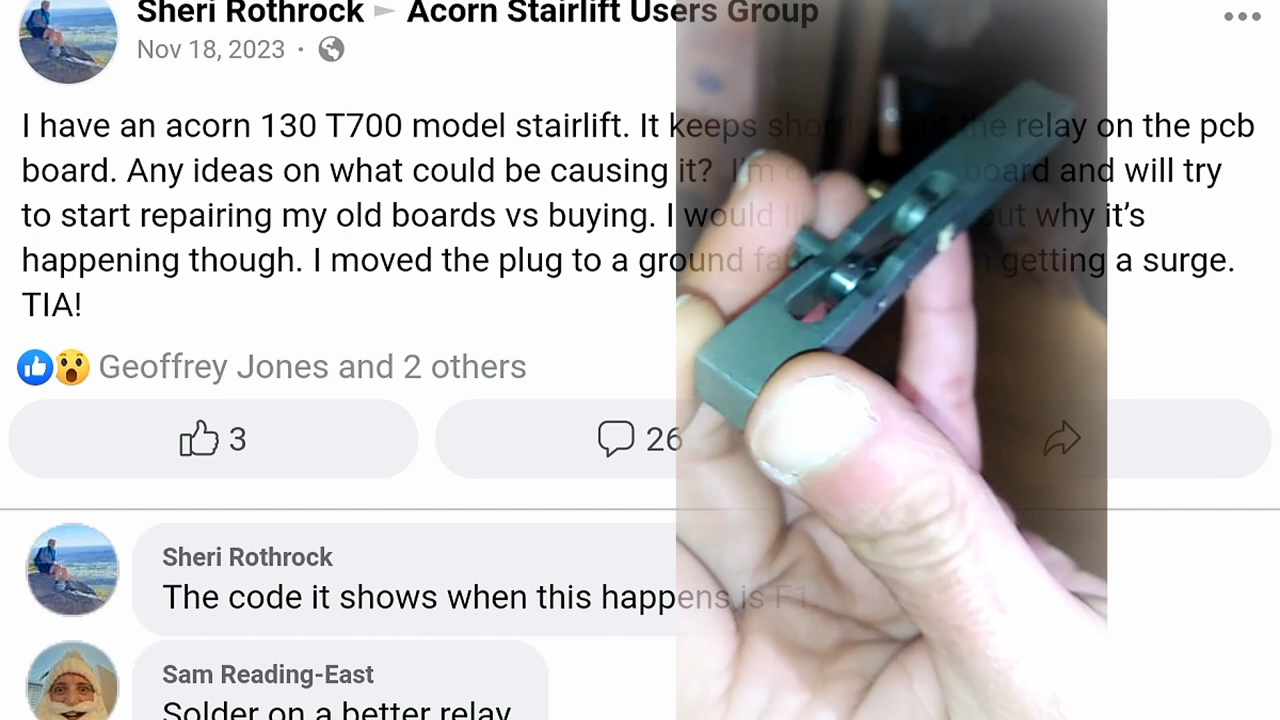 Sheri Rothrock ► Acorn Stairlift Users Group
Nov 18, 2023 ·
I have an acorn 130 T700 model stairlift. It keeps the relay on the pcb
board. Any ideas on what could be causing it? I'm board and will try
to start repairing my old boards vs buying. I would why it's
happening though. I moved the plug to a ground getting a surge.
TIA!
Geoffrey Jones and 2 others
3
26
Sheri Rothrock
The code it shows when this happens is F1.
Sam Reading-East
Solder on a better relay